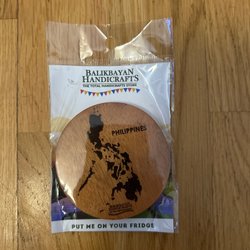 BALIKBAYAN
HANDICRAFTS
THE TOTAL HANDICRAFTS STORE
PHILIPPINES
PUT ME ON YOUR FRIDGE